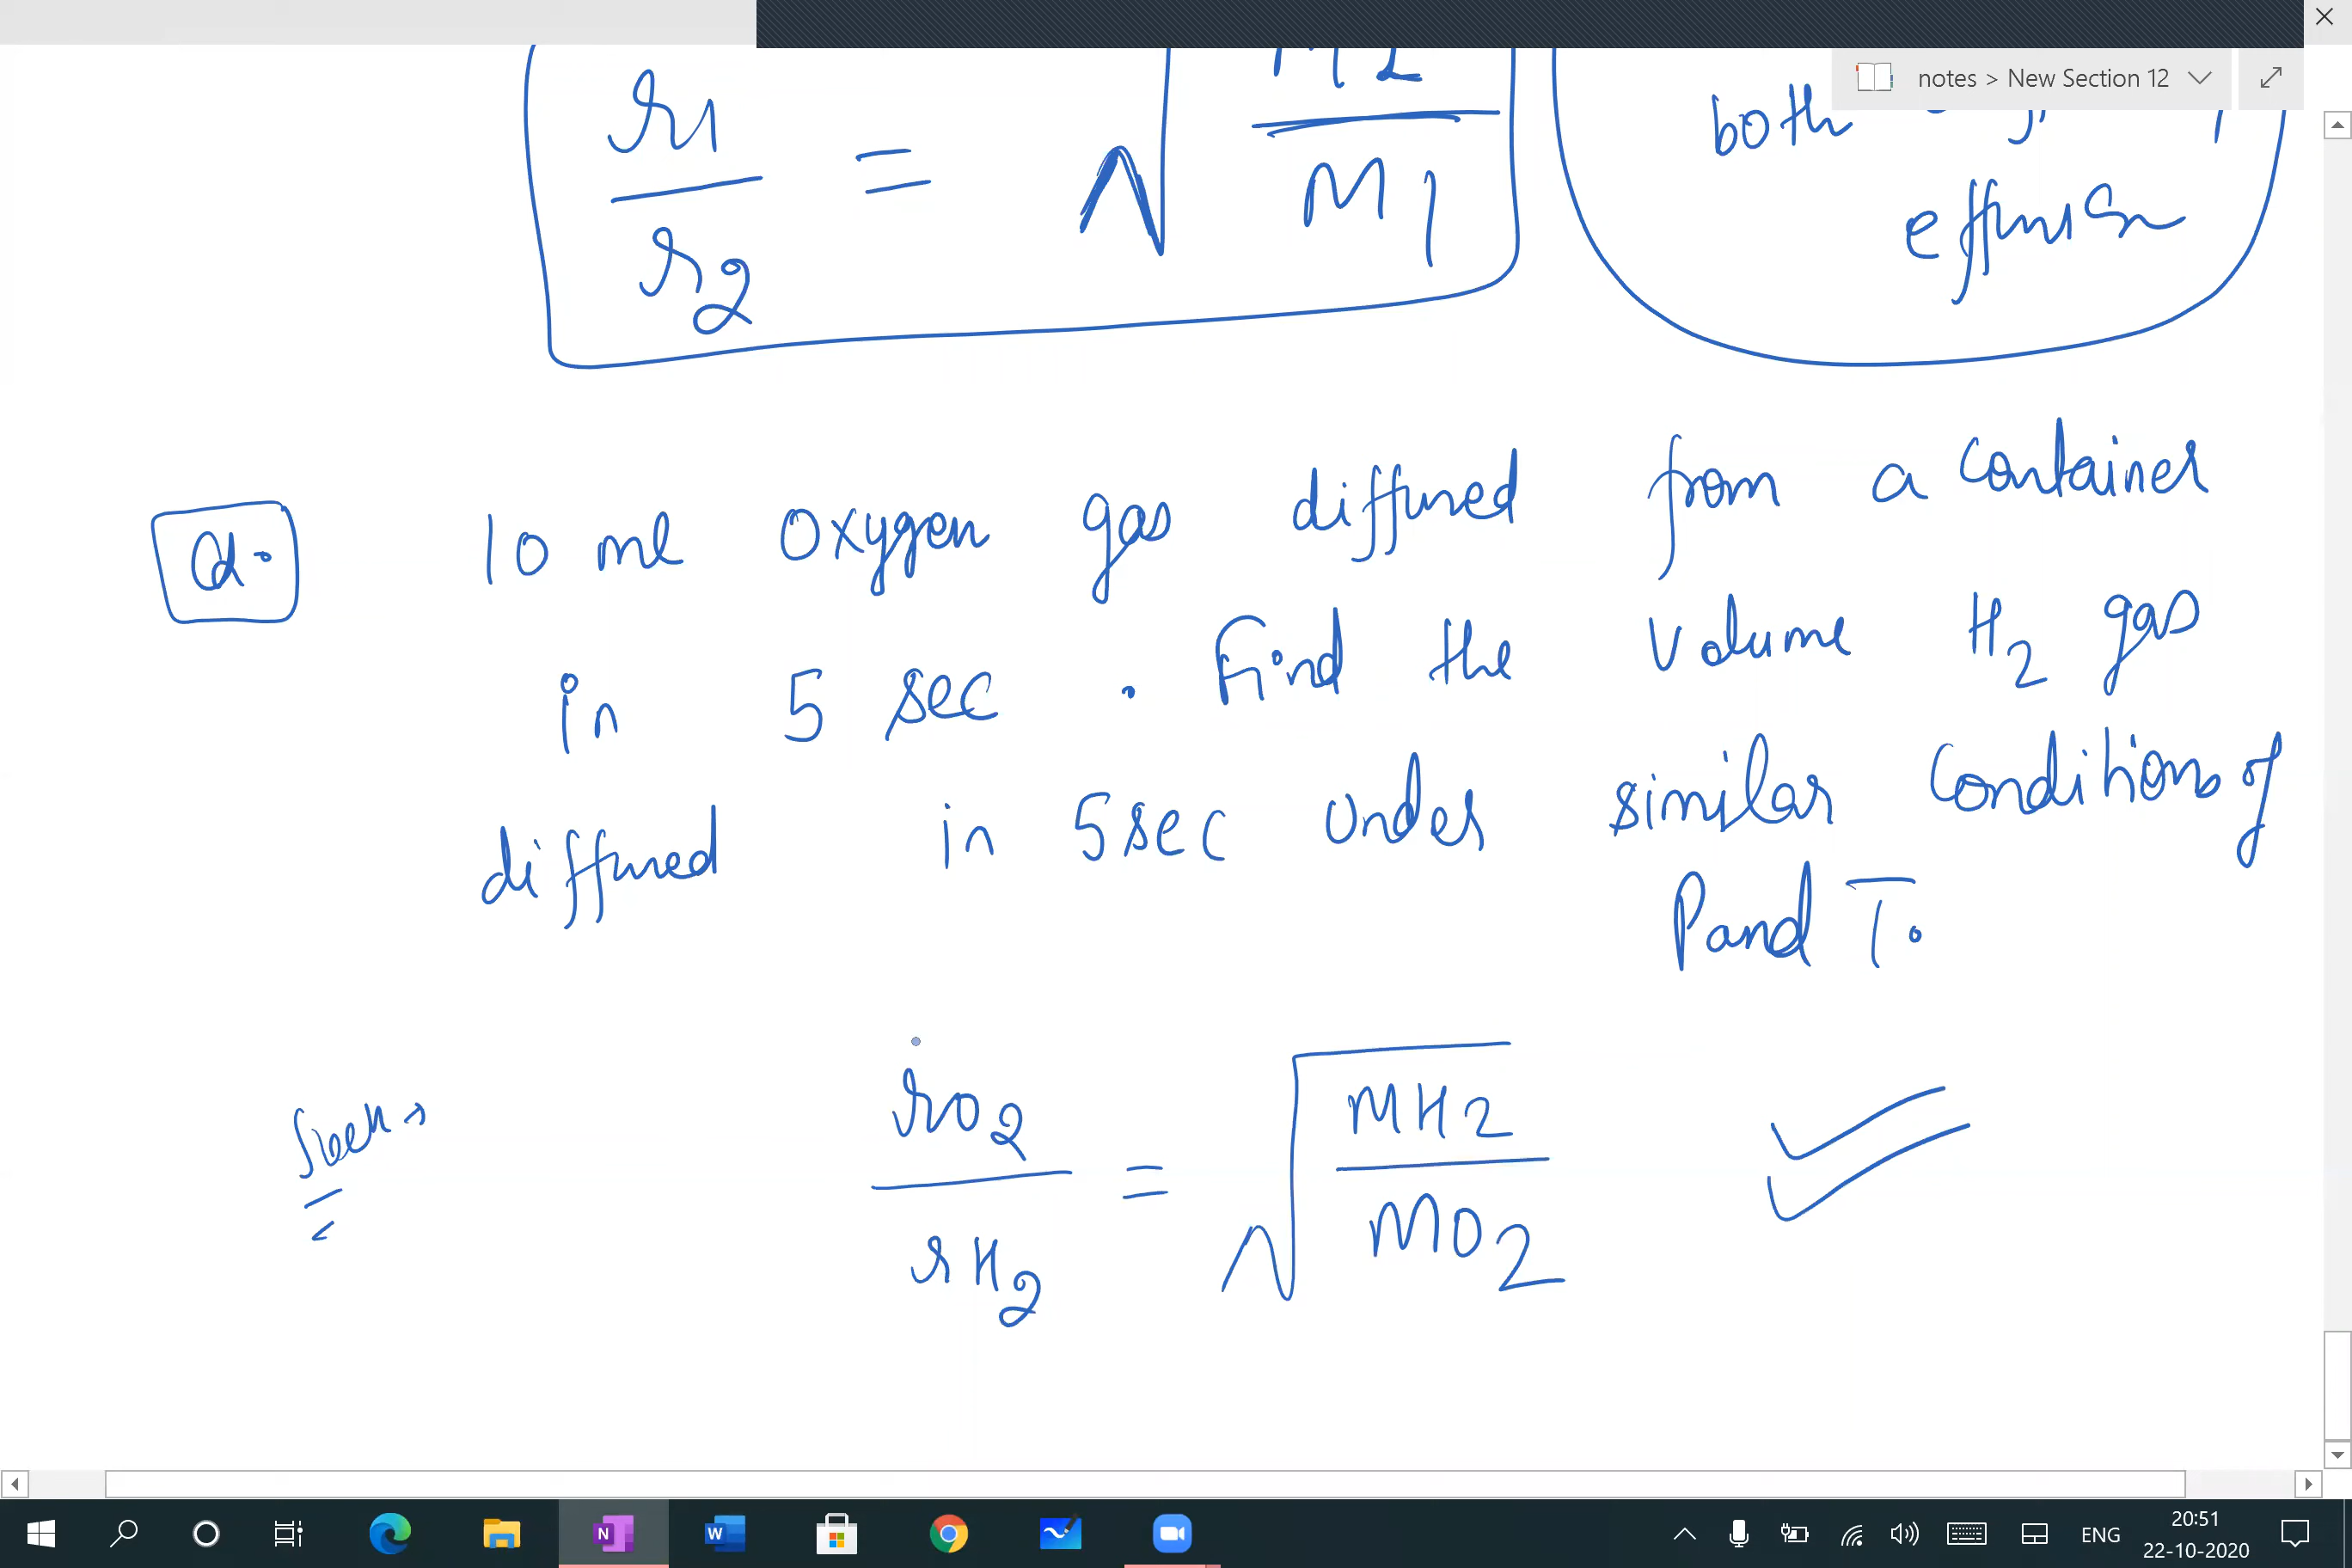 notes > New Section 12
r1 / r2 = √ M2 / M1
both
effusion
Q.
10 ml oxygen gas diffused from a container
in 5 sec. Find the volume H2 gas
diffused in 5 sec under similar conditions of
P and T.
Soln →
rO2 / rH2 = √ MH2 / MO2
N
W
ENG
20:51
22-10-2020